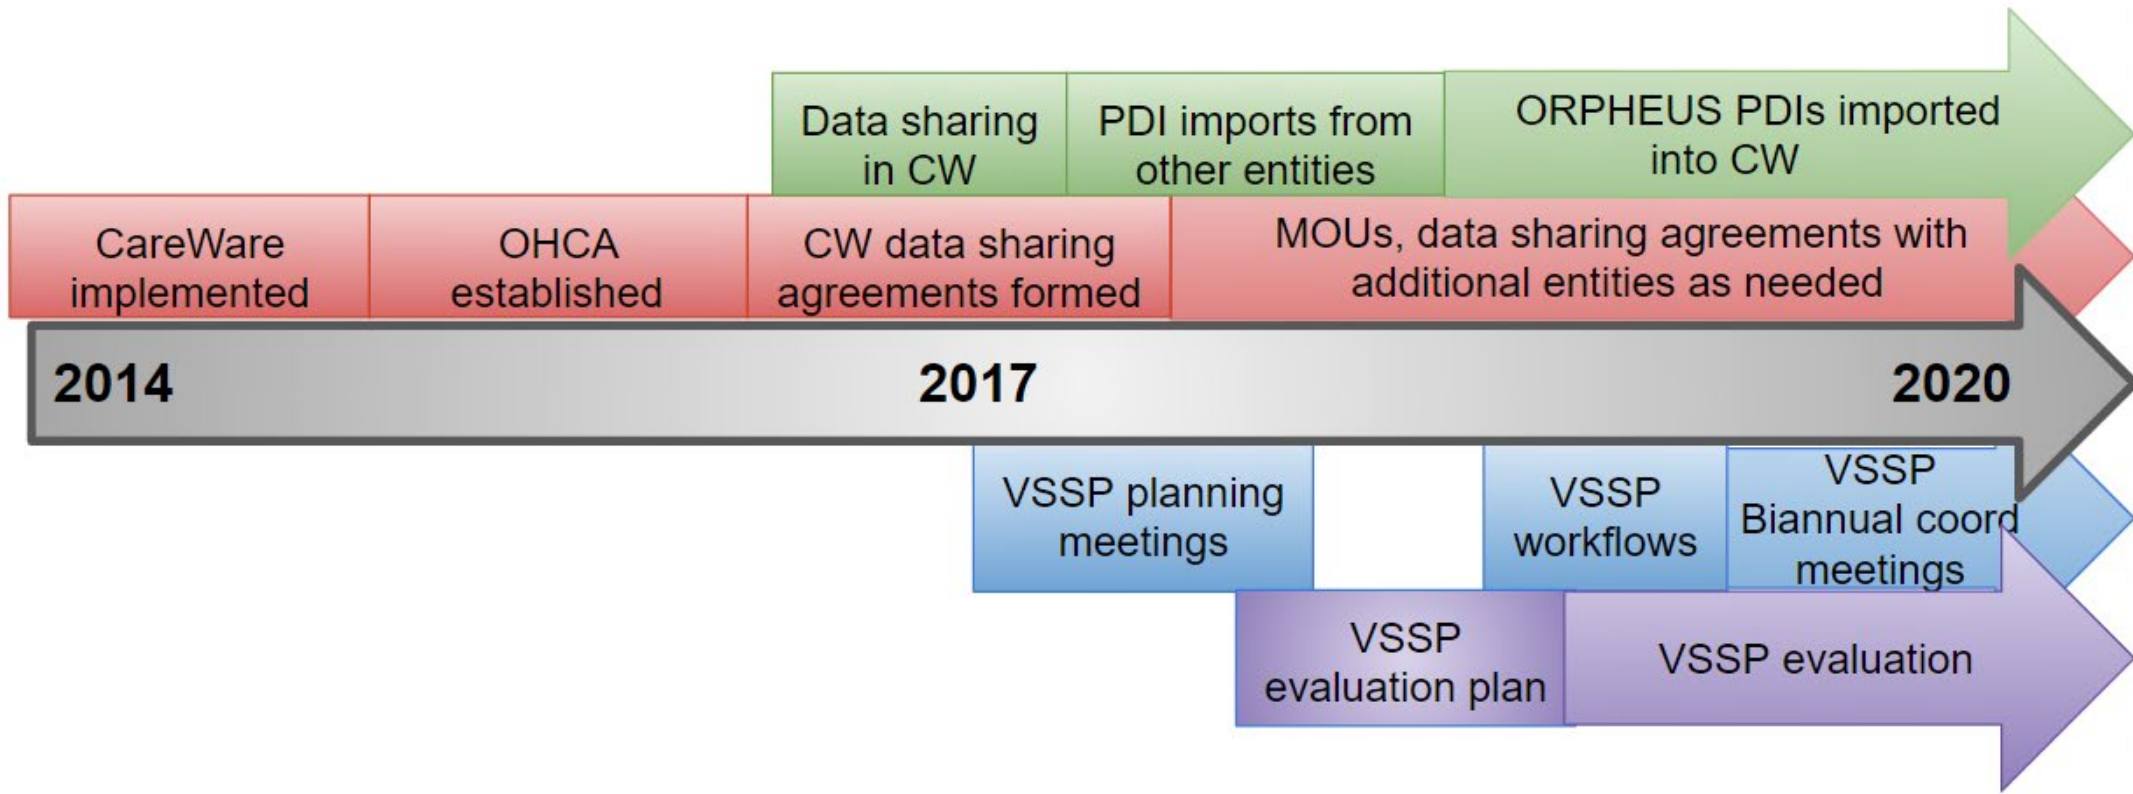 Data sharing
in CW
PDI imports from
other entities
ORPHEUS PDIs imported
into CW
CareWare
implemented
OHCA
established
CW data sharing
agreements formed
MOUs, data sharing agreements with
additional entities as needed
2014
2017
2020
VSSP planning
meetings
VSSP
workflows
VSSP
Biannual coord
meetings
VSSP
evaluation plan
VSSP evaluation